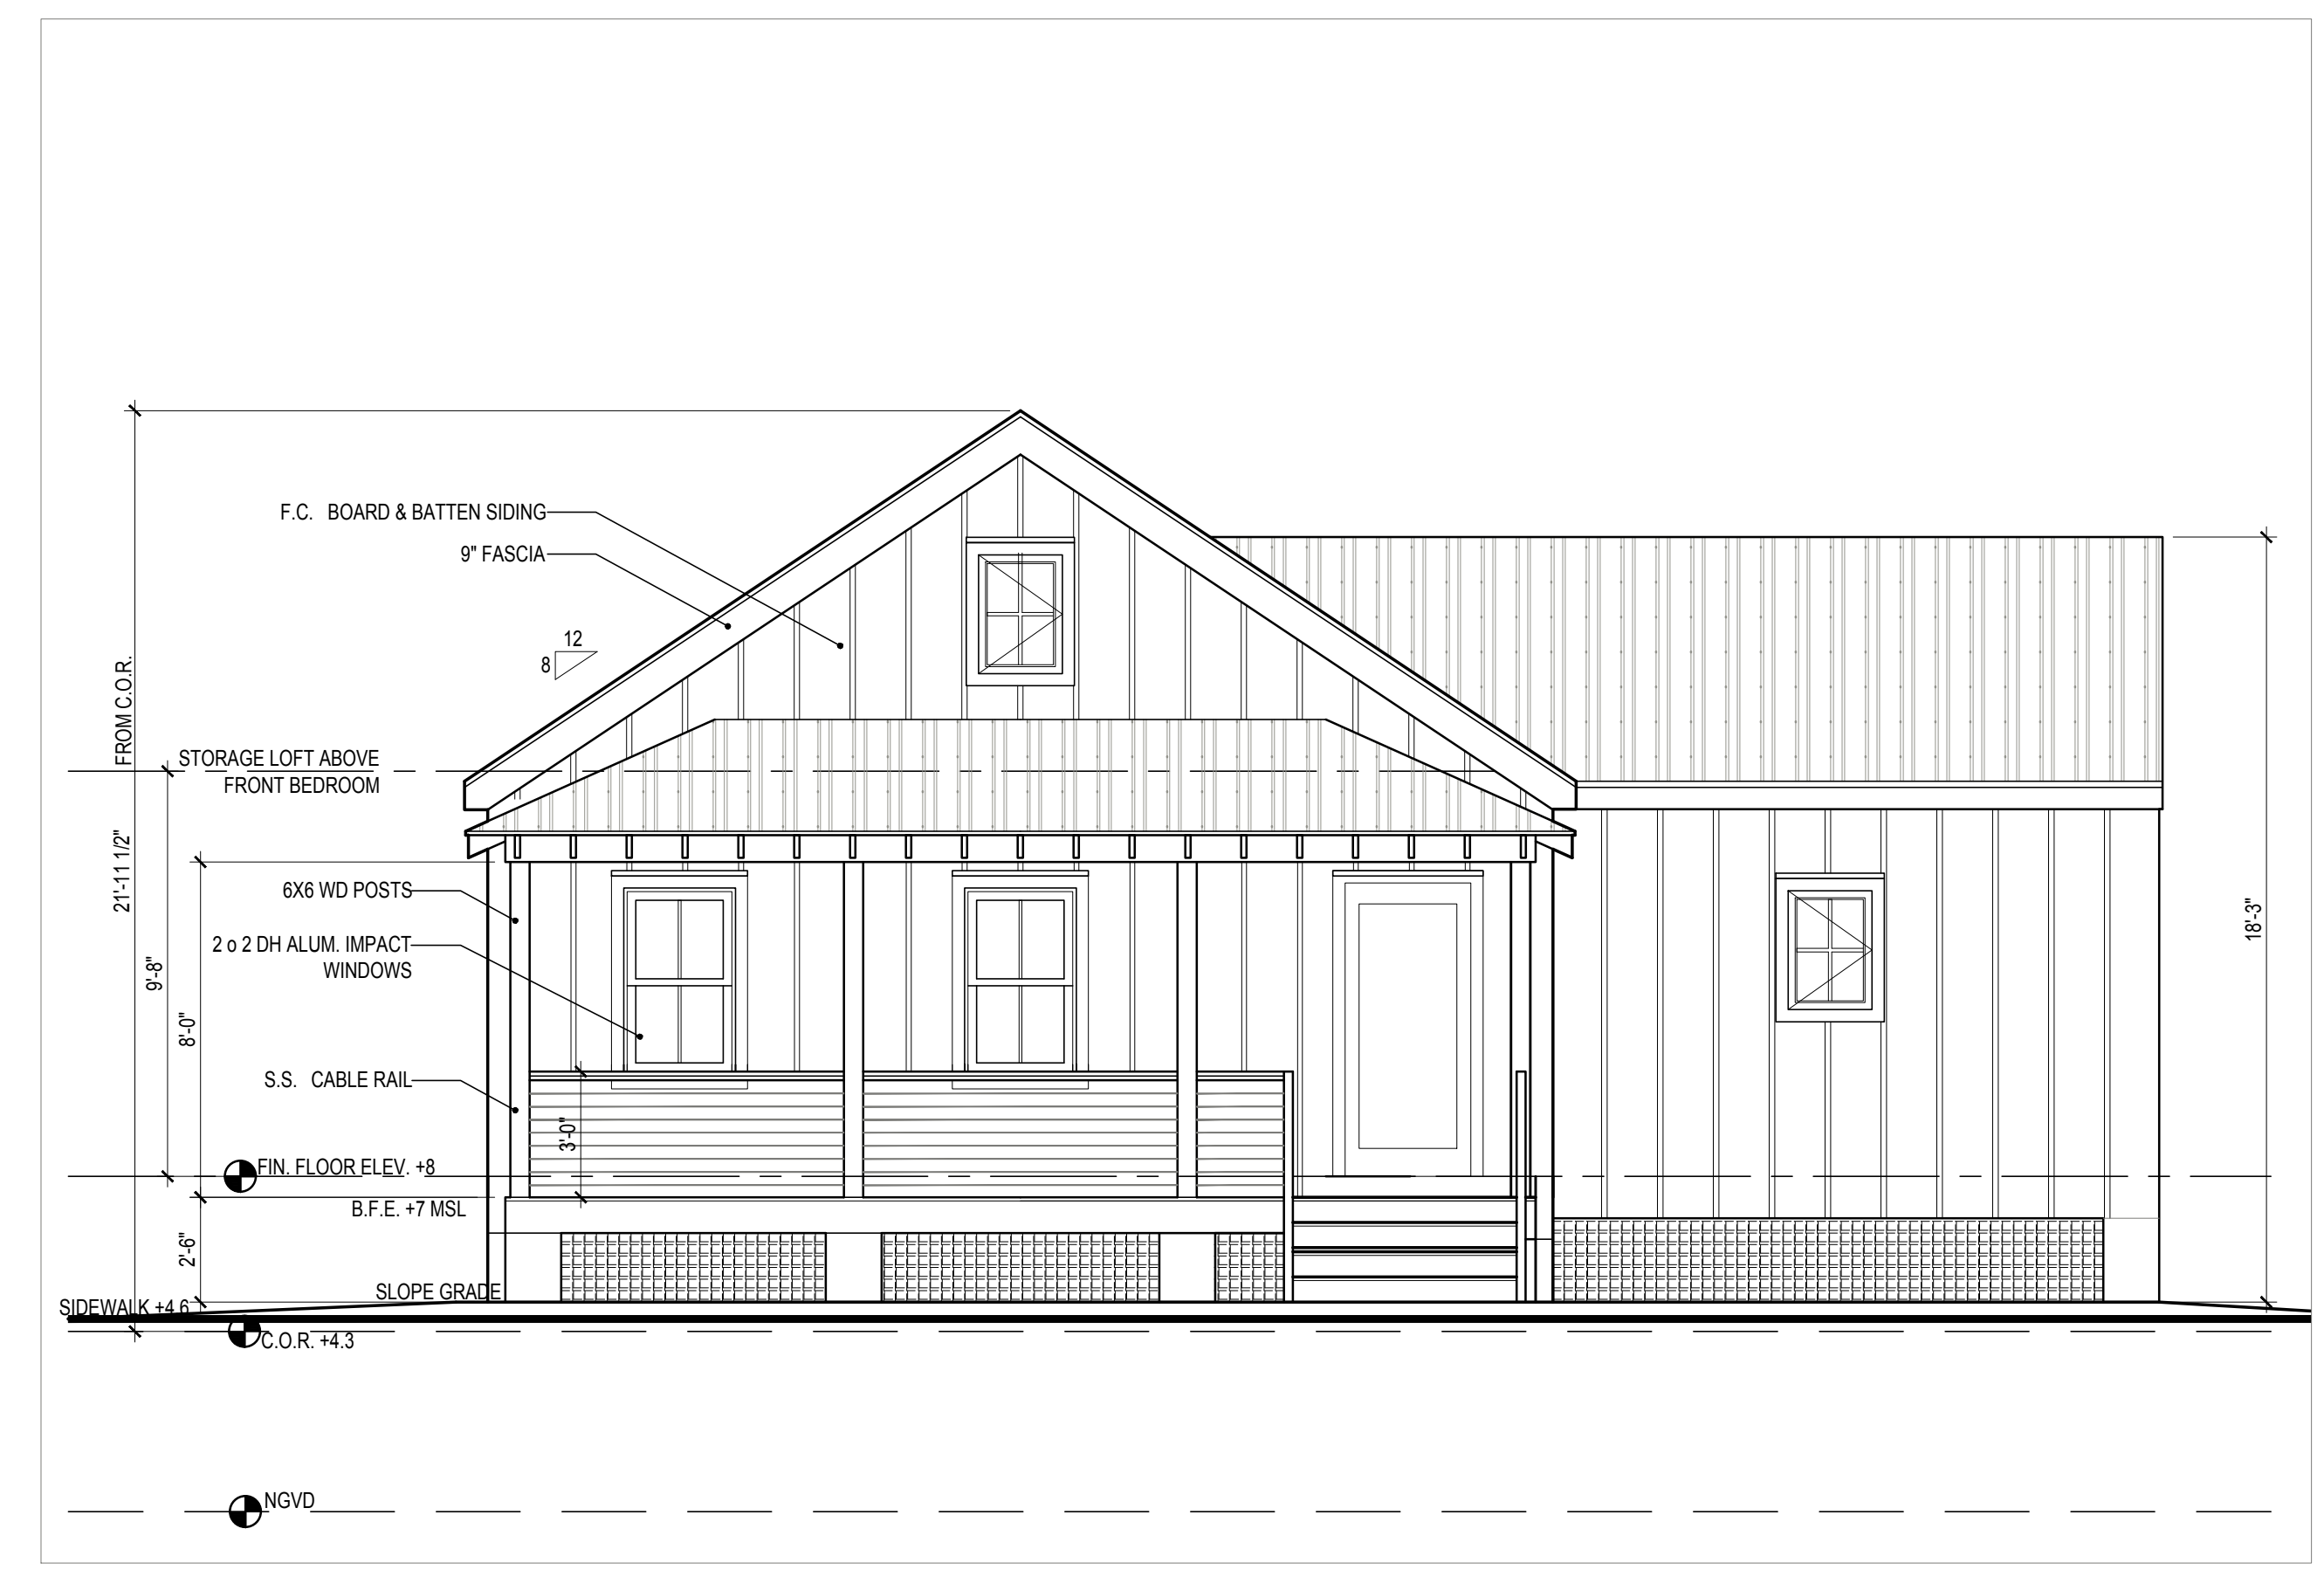 F.C. BOARD & BATTEN SIDING
9" FASCIA
12
8
FROM C.O.R.
21'-11 1/2"
STORAGE LOFT ABOVE
FRONT BEDROOM
6X6 WD POSTS
2 o 2 DH ALUM. IMPACT
WINDOWS
9'-8"
8'-0"
18'-3"
S.S. CABLE RAIL
3'-0"
FIN. FLOOR ELEV. +8
B.F.E. +7 MSL
2'-6"
SLOPE GRADE
SIDEWALK +4.6
C.O.R. +4.3
NGVD